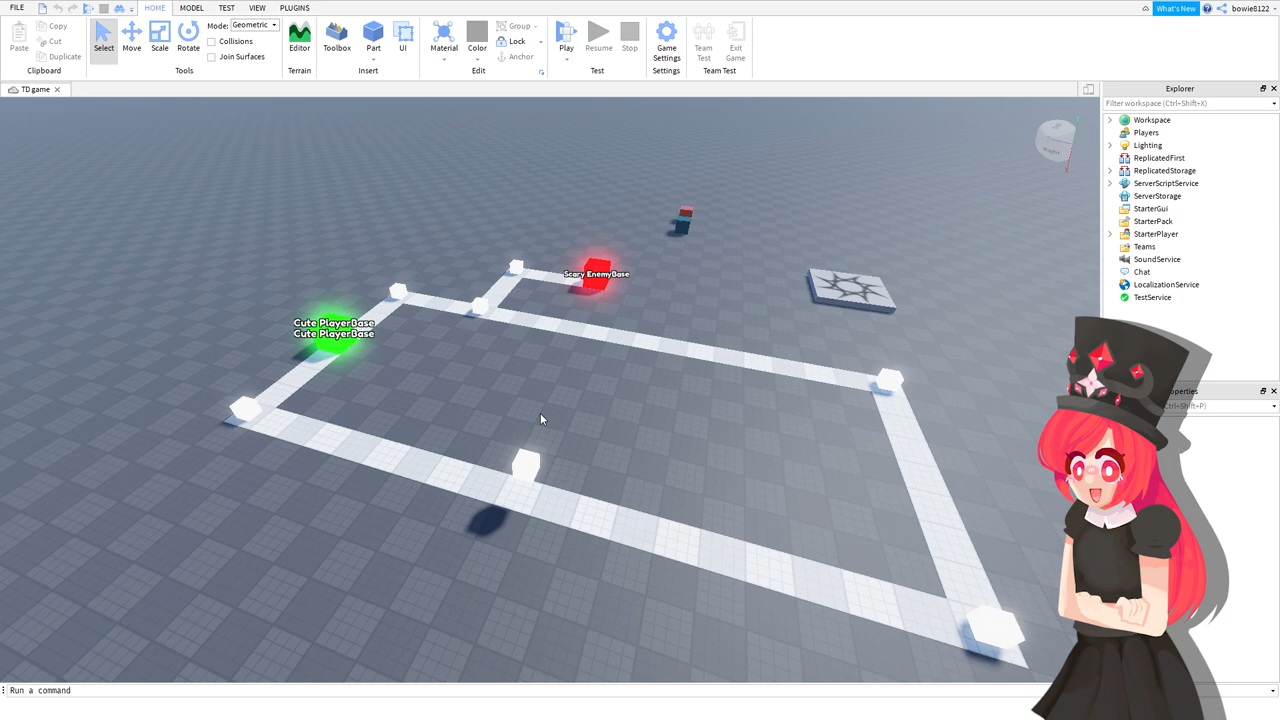 FILE
HOME
MODEL
TEST
VIEW
PLUGINS
What's New
bowie8122
Paste
Copy
Cut
Duplicate
Clipboard
Select
Move
Scale
Rotate
Mode: Geometric
Collisions
Join Surfaces
Tools
Editor
Terrain
Toolbox
Part
UI
Insert
Material
Color
Group
Lock
Anchor
Edit
Play
Resume
Stop
Test
Game
Settings
Settings
Team
Test
Exit
Game
Team Test
TD game
Explorer
Filter workspace (Ctrl+Shift+X)
Workspace
Players
Lighting
ReplicatedFirst
ReplicatedStorage
ServerScriptService
ServerStorage
StarterGui
StarterPack
StarterPlayer
Teams
SoundService
Chat
LocalizationService
TestService
operties
Ctrl+Shift+P)
Scary EnemyBase
Cute PlayerBase
Cute PlayerBase
Run a command